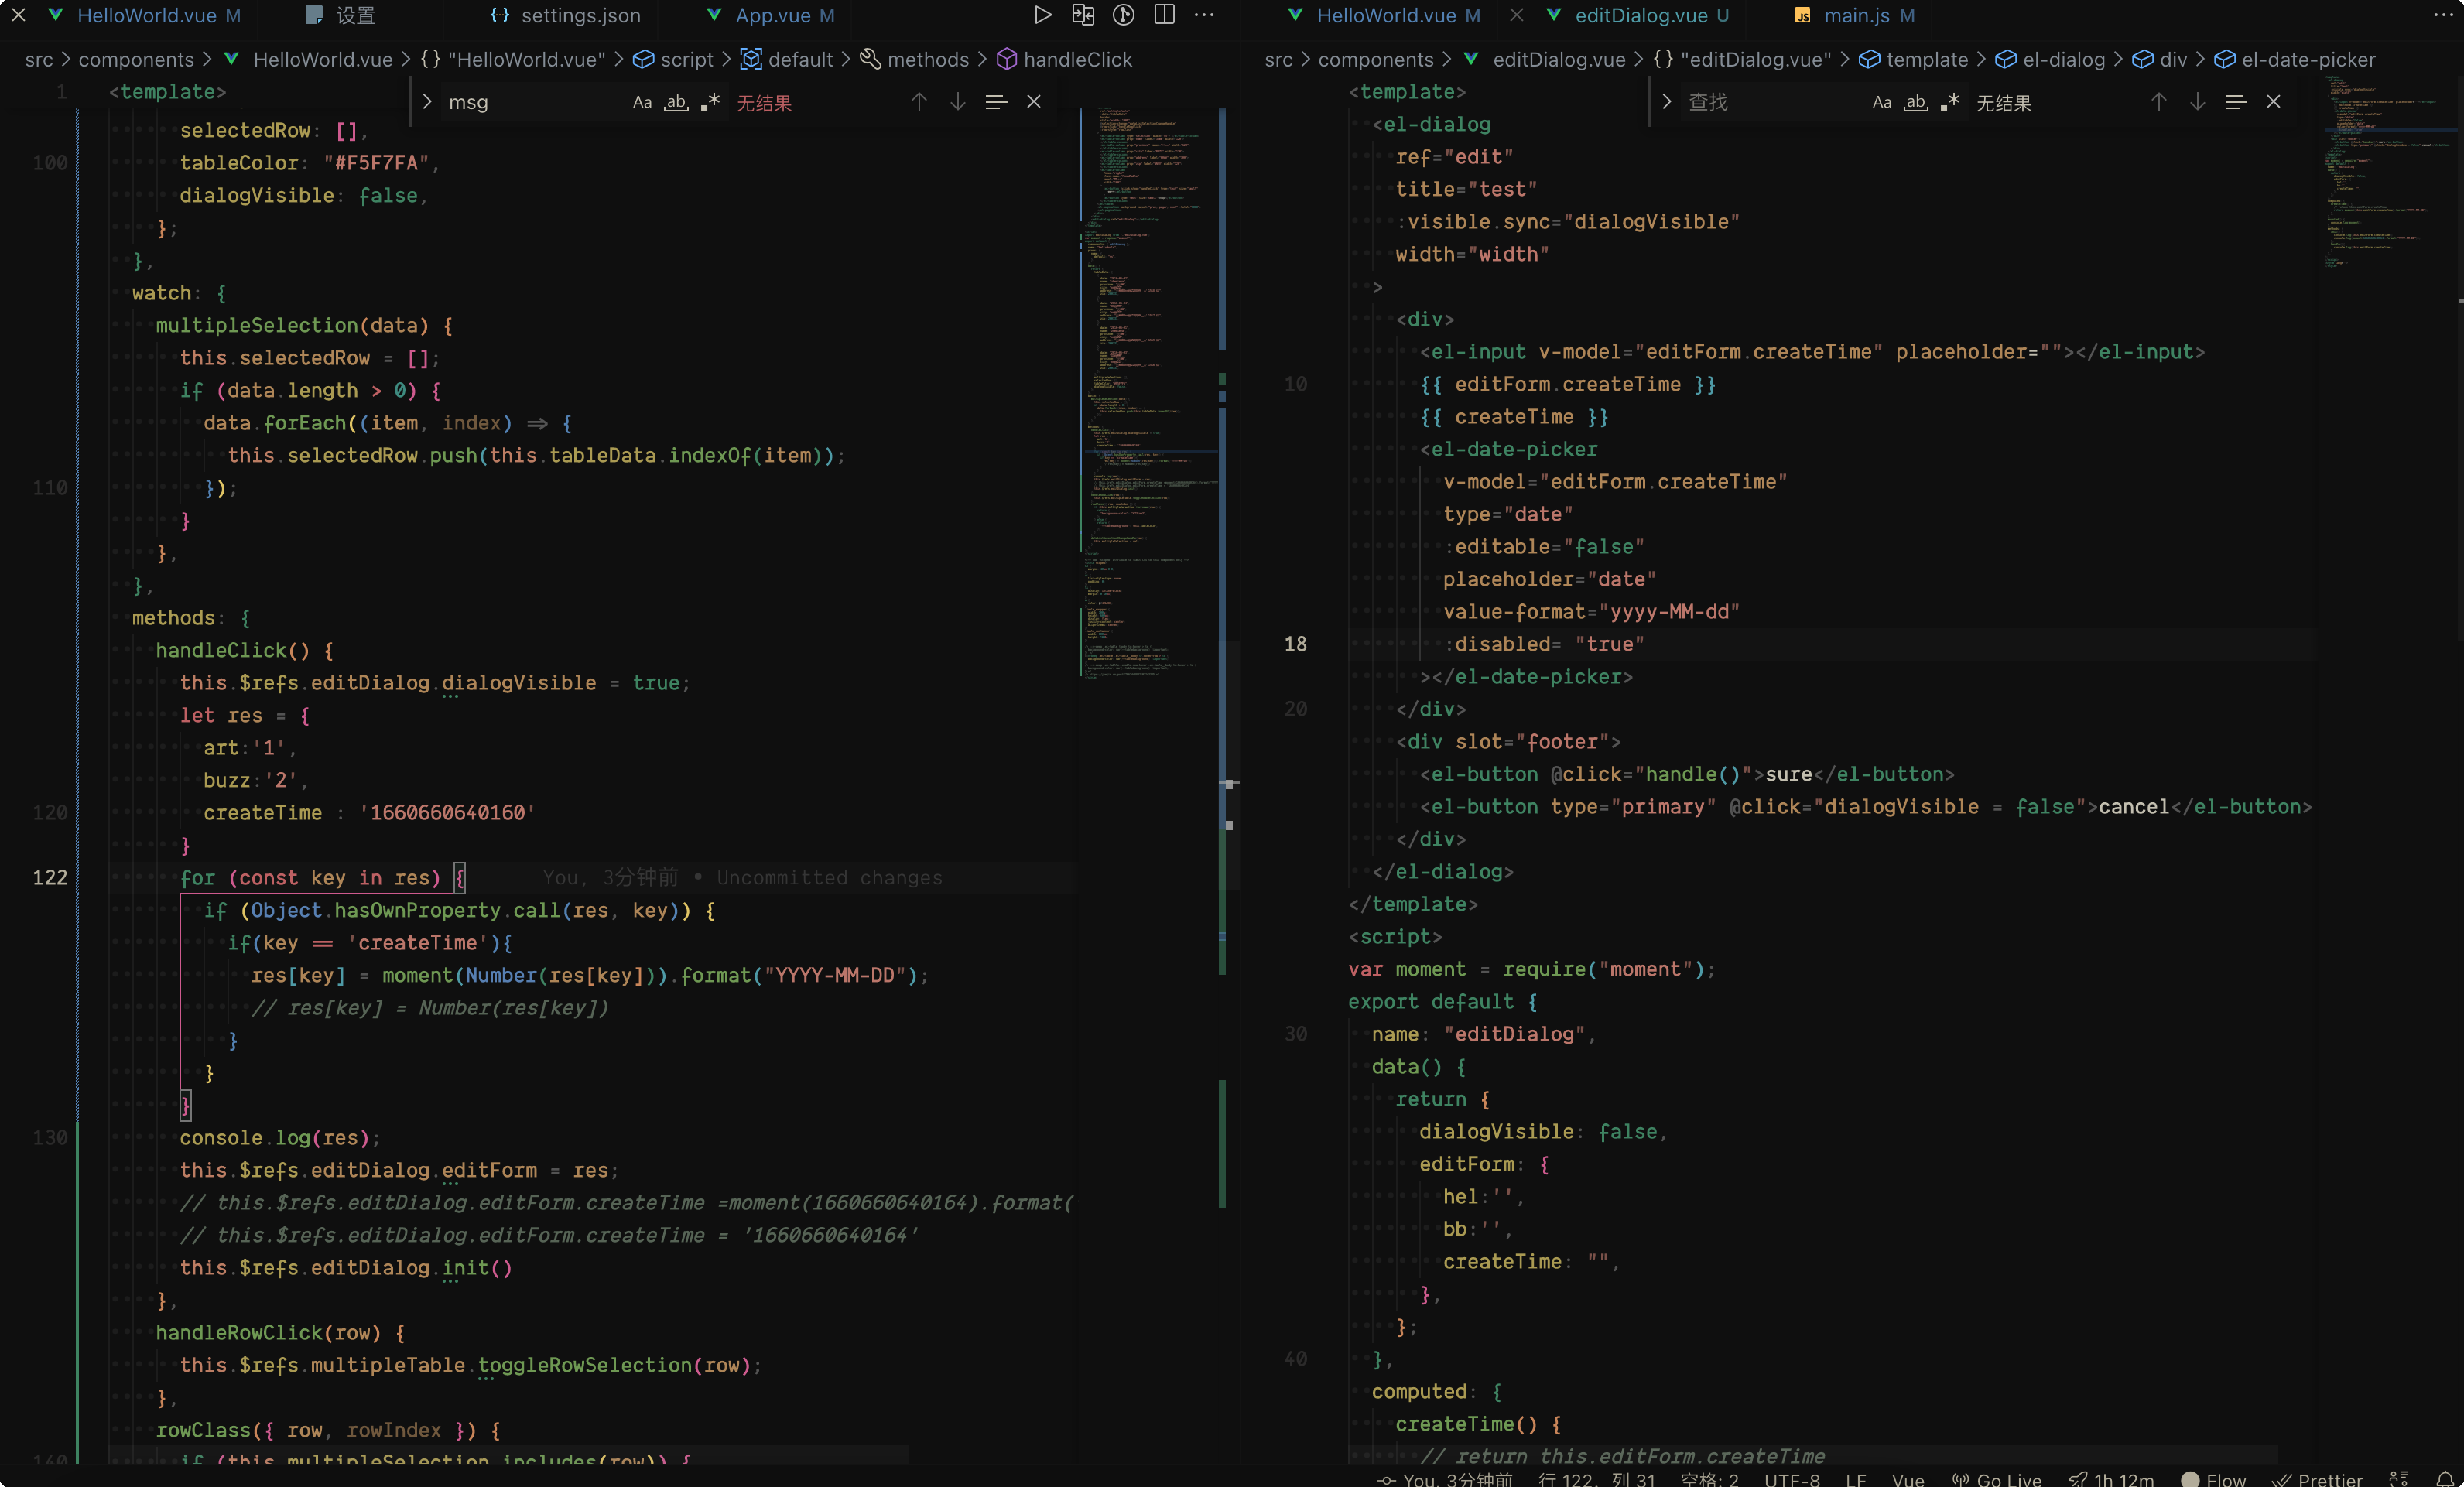 HelloWorld.vue M
设置
settings.json
App.vue M
src > components > HelloWorld.vue > {} "HelloWorld.vue" > script > default > methods > handleClick
msg
Aa ab .* 无结果
1 <template>
selectedRow: [],
100 tableColor: "#F5F7FA",
dialogVisible: false,
};
},
watch: {
multipleSelection(data) {
this.selectedRow = [];
if (data.length > 0) {
data.forEach((item, index) => {
this.selectedRow.push(this.tableData.indexOf(item));
110 });
}
},
},
methods: {
handleClick() {
this.$refs.editDialog.dialogVisible = true;
let res = {
art:'1',
buzz:'2',
120 createTime : '1660660640160'
}
122 for (const key in res) { You, 3分钟前 • Uncommitted changes
if (Object.hasOwnProperty.call(res, key)) {
if(key == 'createTime'){
res[key] = moment(Number(res[key])).format("YYYY-MM-DD");
// res[key] = Number(res[key])
}
}
}
130 console.log(res);
this.$refs.editDialog.editForm = res;
// this.$refs.editDialog.editForm.createTime =moment(1660660640164).format(
// this.$refs.editDialog.editForm.createTime = '1660660640164'
this.$refs.editDialog.init()
},
handleRowClick(row) {
this.$refs.multipleTable.toggleRowSelection(row);
},
rowClass({ row, rowIndex }) {
140 if (this.multipleSelection.includes(row)) {
HelloWorld.vue M
editDialog.vue U
main.js M
src > components > editDialog.vue > {} "editDialog.vue" > template > el-dialog > div > el-date-picker
查找
Aa ab .* 无结果
<template>
<el-dialog
ref="edit"
title="test"
:visible.sync="dialogVisible"
width="width"
>
<div>
<el-input v-model="editForm.createTime" placeholder=""></el-input>
10 {{ editForm.createTime }}
{{ createTime }}
<el-date-picker
v-model="editForm.createTime"
type="date"
:editable="false"
placeholder="date"
value-format="yyyy-MM-dd"
18 :disabled= "true"
></el-date-picker>
20 </div>
<div slot="footer">
<el-button @click="handle()">sure</el-button>
<el-button type="primary" @click="dialogVisible = false">cancel</el-button>
</div>
</el-dialog>
</template>
<script>
var moment = require("moment");
export default {
30 name: "editDialog",
data() {
return {
dialogVisible: false,
editForm: {
hel:'',
bb:'',
createTime: "",
},
};
40 },
computed: {
createTime() {
// return this.editForm.createTime
You, 3分钟前 行 122, 列 31 空格: 2 UTF-8 LF Vue Go Live 1h 12m Flow Prettier